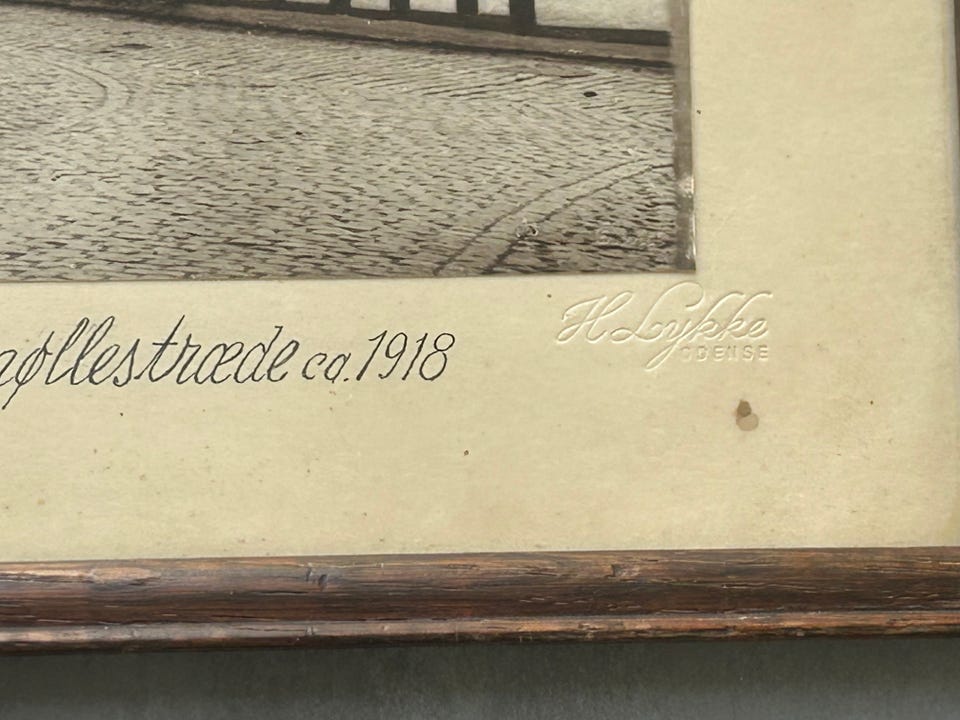 øllestræde ca. 1918
H Lykke
ODENSE